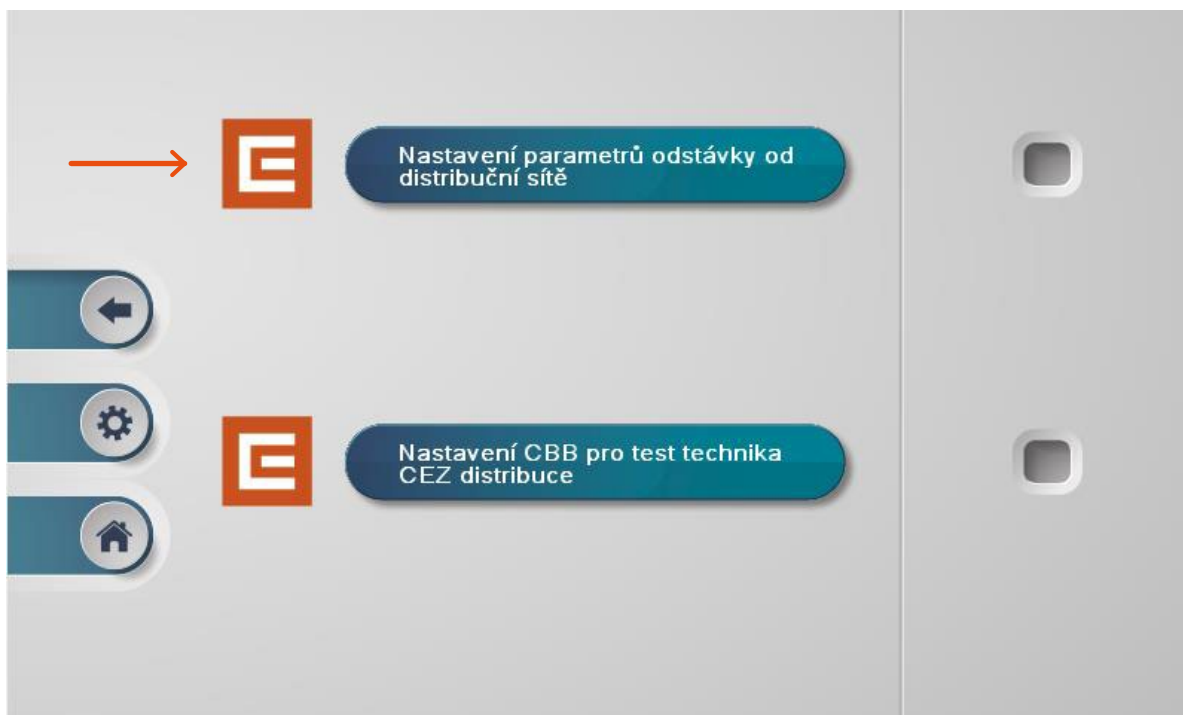 Nastavení parametrů odstávky od
distribuční sítě
Nastavení CBB pro test technika
CEZ distribuce